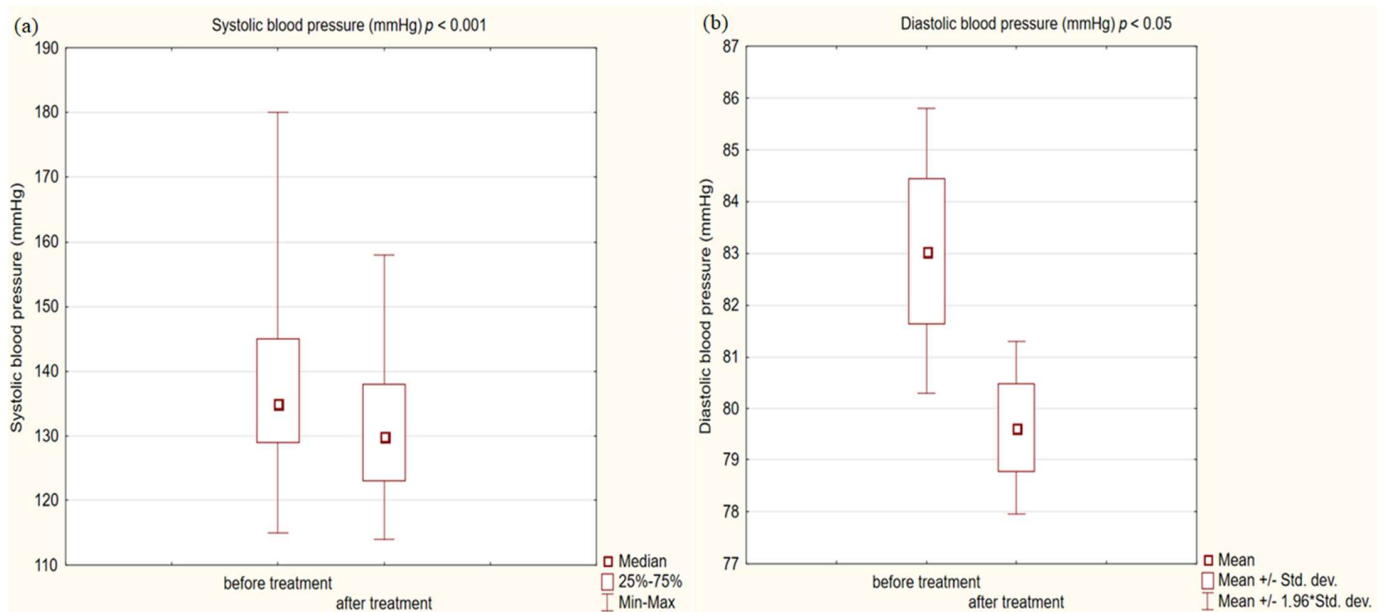 (a)
Systolic blood pressure (mmHg) p < 0.001
Systolic blood pressure (mmHg)
190
180
170
160
150
140
130
120
110
before treatment
after treatment
Median
25%-75%
Min-Max
(b)
Diastolic blood pressure (mmHg) p < 0.05
Diastolic blood pressure (mmHg)
87
86
85
84
83
82
81
80
79
78
77
before treatment
after treatment
Mean
Mean +/- Std. dev.
Mean +/- 1.96*Std. dev.